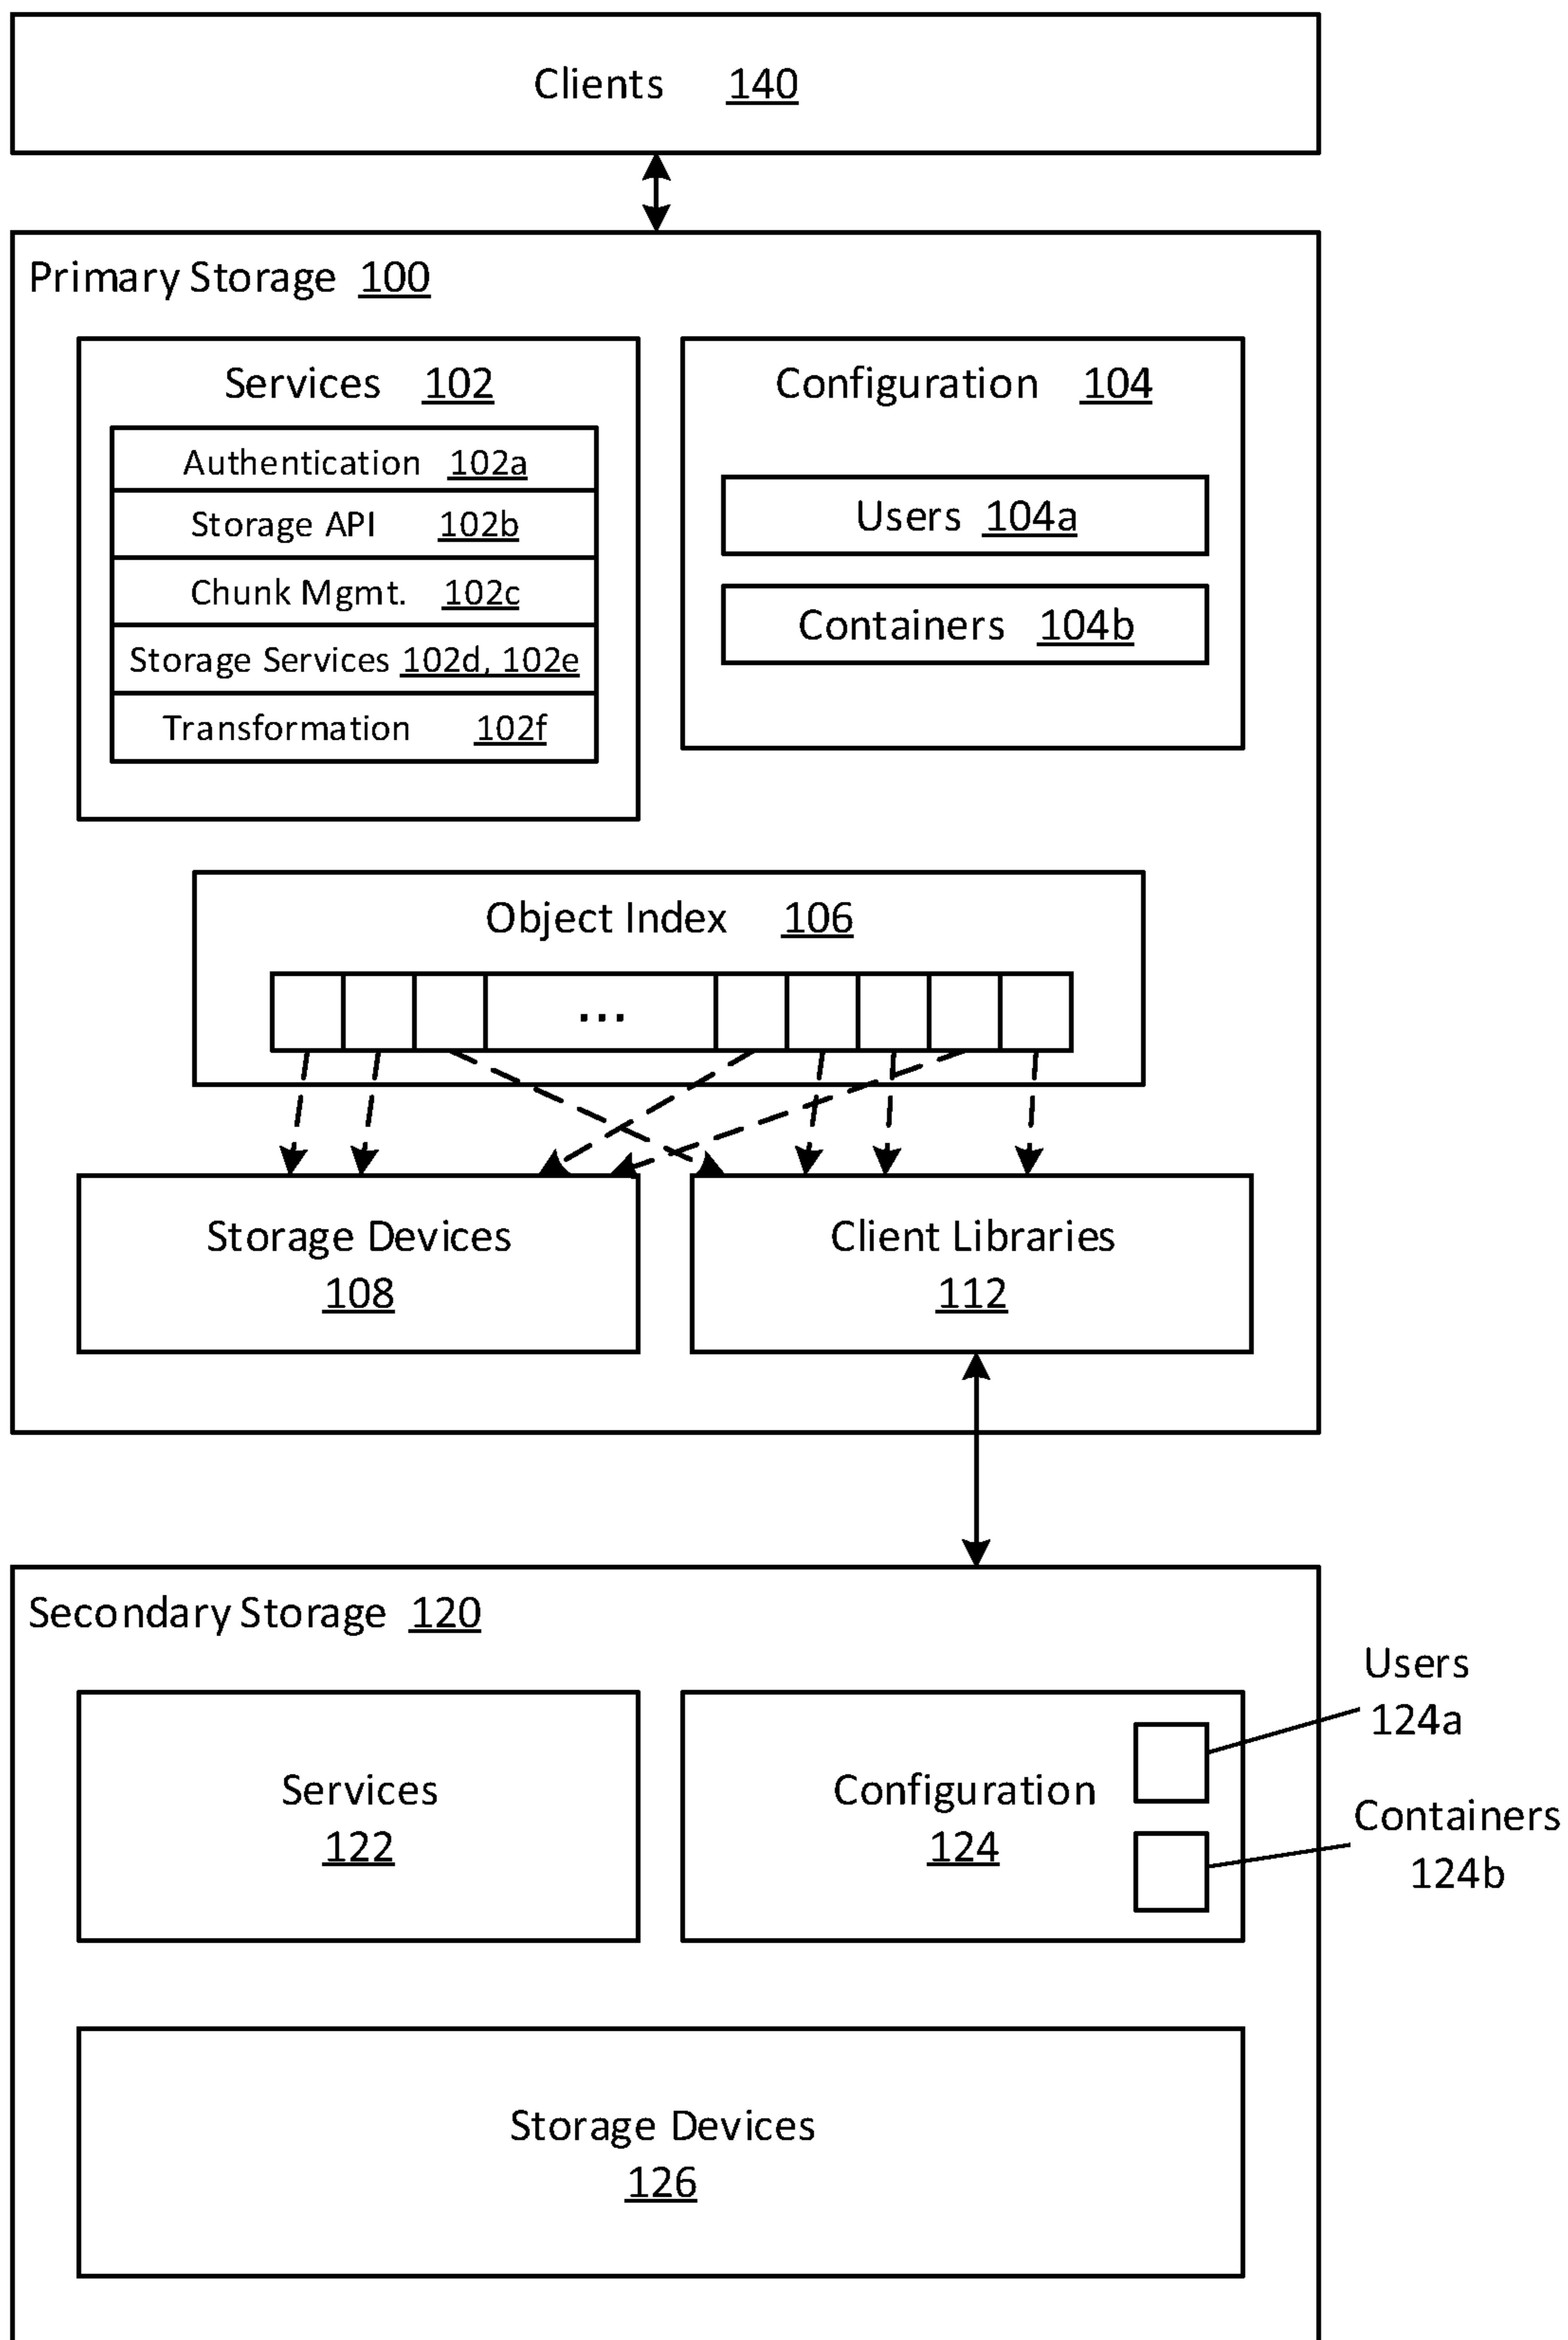 Clients 140
Primary Storage 100
Services 102
Authentication 102a
Storage API 102b
Chunk Mgmt. 102c
Storage Services 102d, 102e
Transformation 102f
Configuration 104
Users 104a
Containers 104b
Object Index 106
...
Storage Devices
108
Client Libraries
112
Secondary Storage 120
Services
122
Configuration
124
Users
124a
Containers
124b
Storage Devices
126